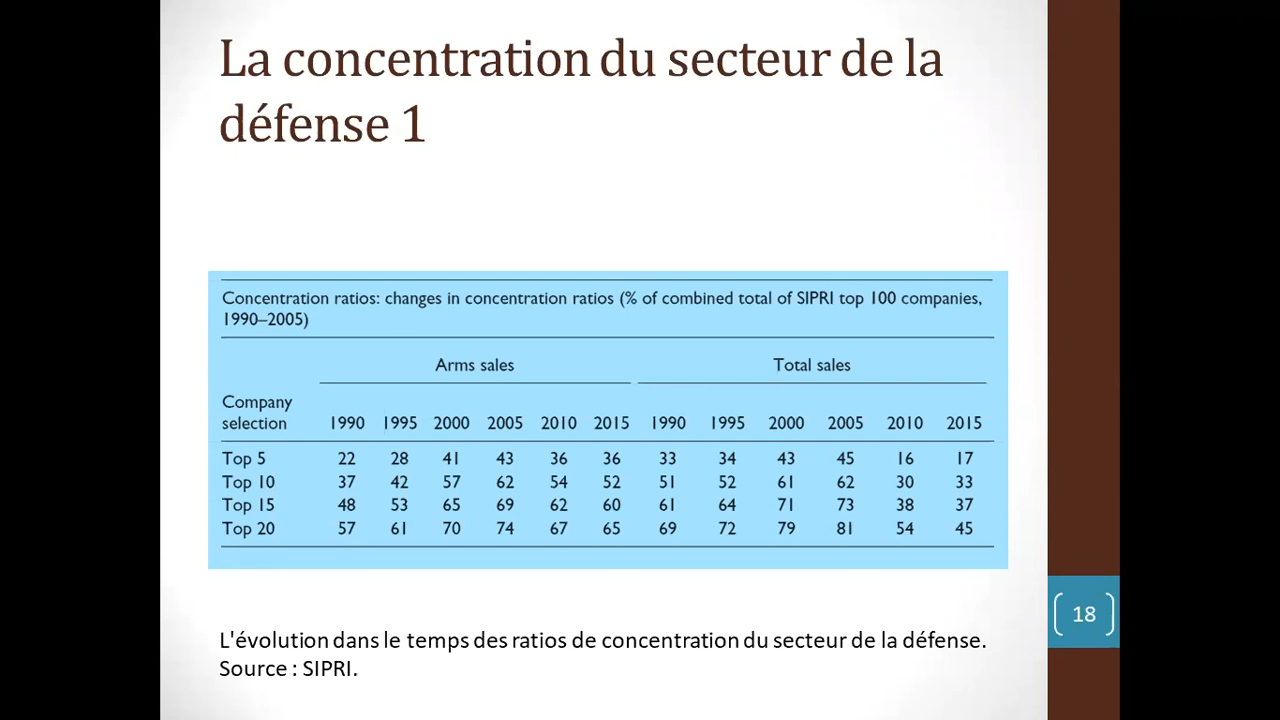 La concentration du secteur de la
défense 1
Concentration ratios: changes in concentration ratios (% of combined total of SIPRI top 100 companies,
1990–2005)
Arms sales Total sales
Company
selection 1990 1995 2000 2005 2010 2015 1990 1995 2000 2005 2010 2015
Top 5 22 28 41 43 36 36 33 34 43 45 16 17
Top 10 37 42 57 62 54 52 51 52 61 62 30 33
Top 15 48 53 65 69 62 60 61 64 71 73 38 37
Top 20 57 61 70 74 67 65 69 72 79 81 54 45
18
L'évolution dans le temps des ratios de concentration du secteur de la défense.
Source : SIPRI.